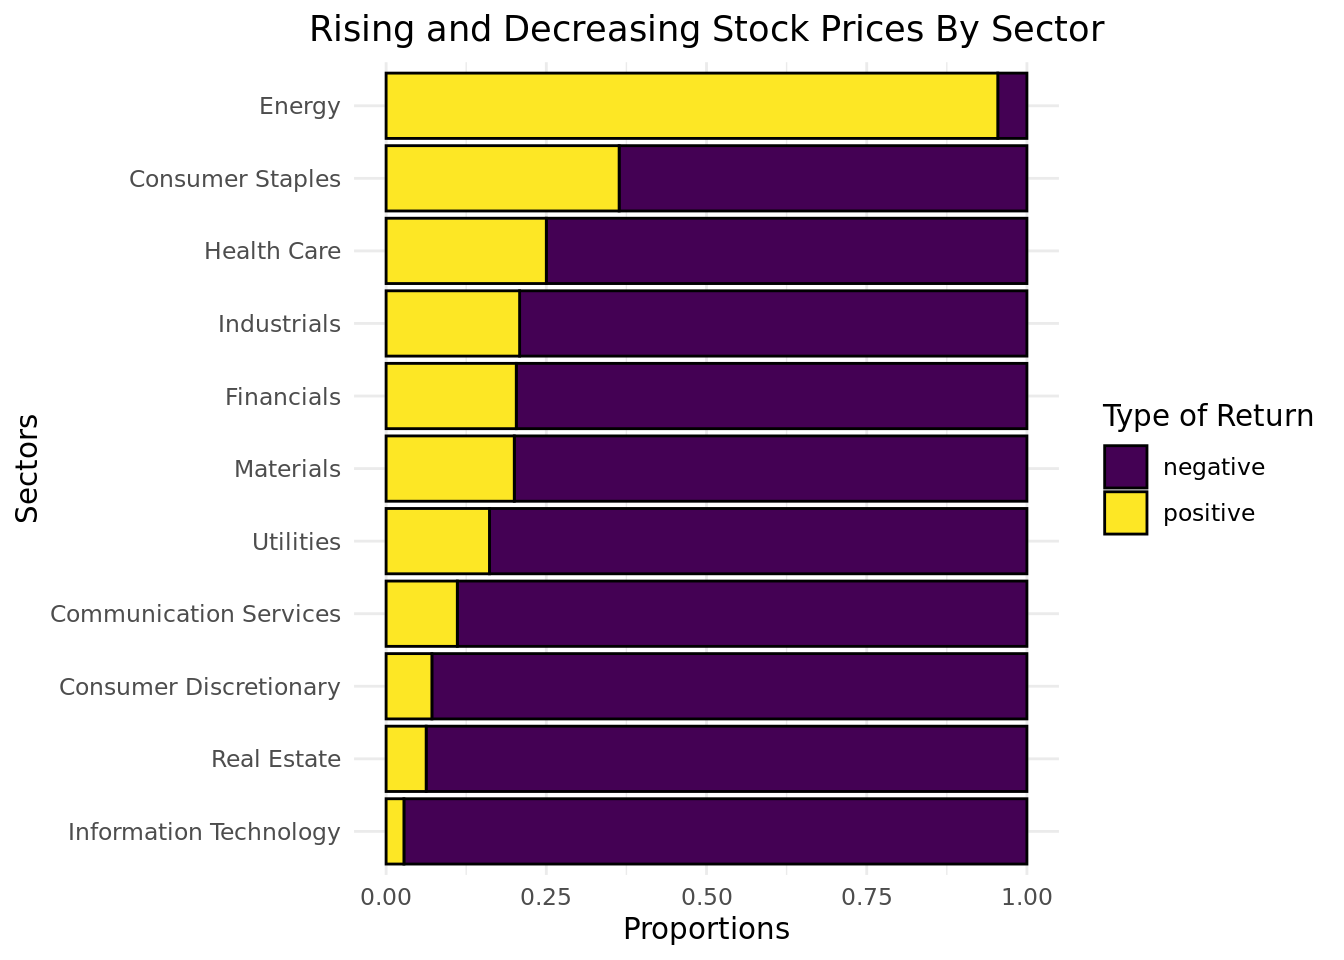 Rising and Decreasing Stock Prices By Sector
Sectors
Energy
Consumer Staples
Health Care
Industrials
Financials
Materials
Utilities
Communication Services
Consumer Discretionary
Real Estate
Information Technology
0.00 0.25 0.50 0.75 1.00
Proportions
Type of Return
negative
positive